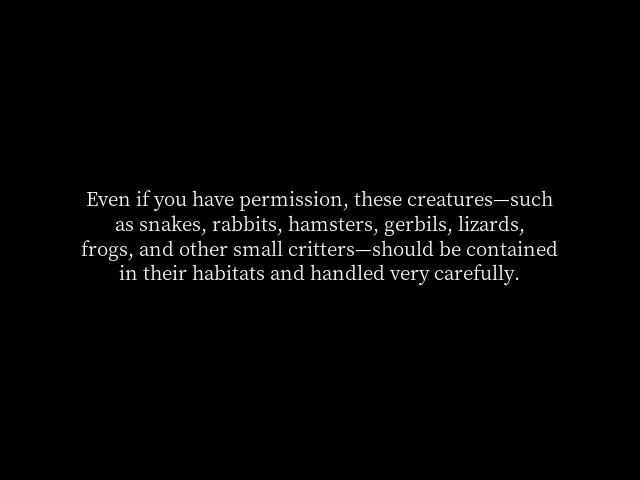 Even if you have permission, these creatures—such
as snakes, rabbits, hamsters, gerbils, lizards,
frogs, and other small critters—should be contained
in their habitats and handled very carefully.